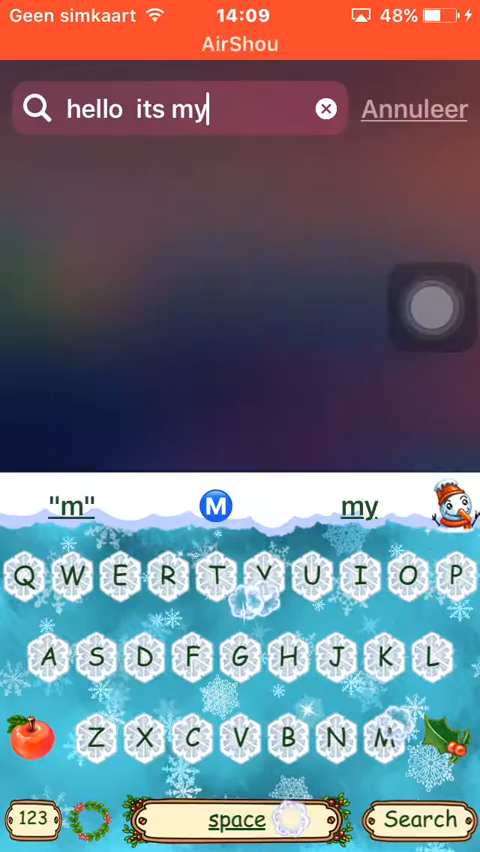 Geen simkaart 14:09 48%
AirShou
hello  its my Annuleer
"m" M my
Q W E R T Y U I O P
A S D F G H J K L
Z X C V B N M
123 space Search